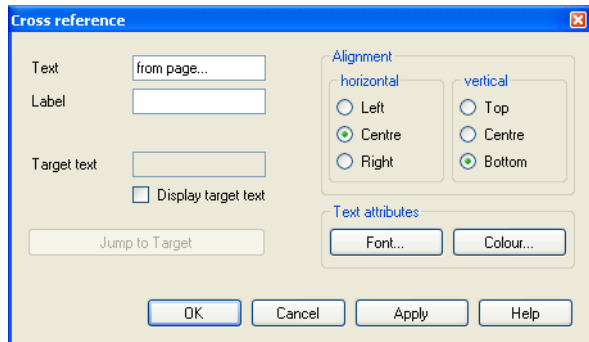 Cross reference
Text
from page...
Label
Target text
Display target text
Jump to Target
Alignment
horizontal
Left
Centre
Right
vertical
Top
Centre
Bottom
Text attributes
Font...
Colour...
OK
Cancel
Apply
Help